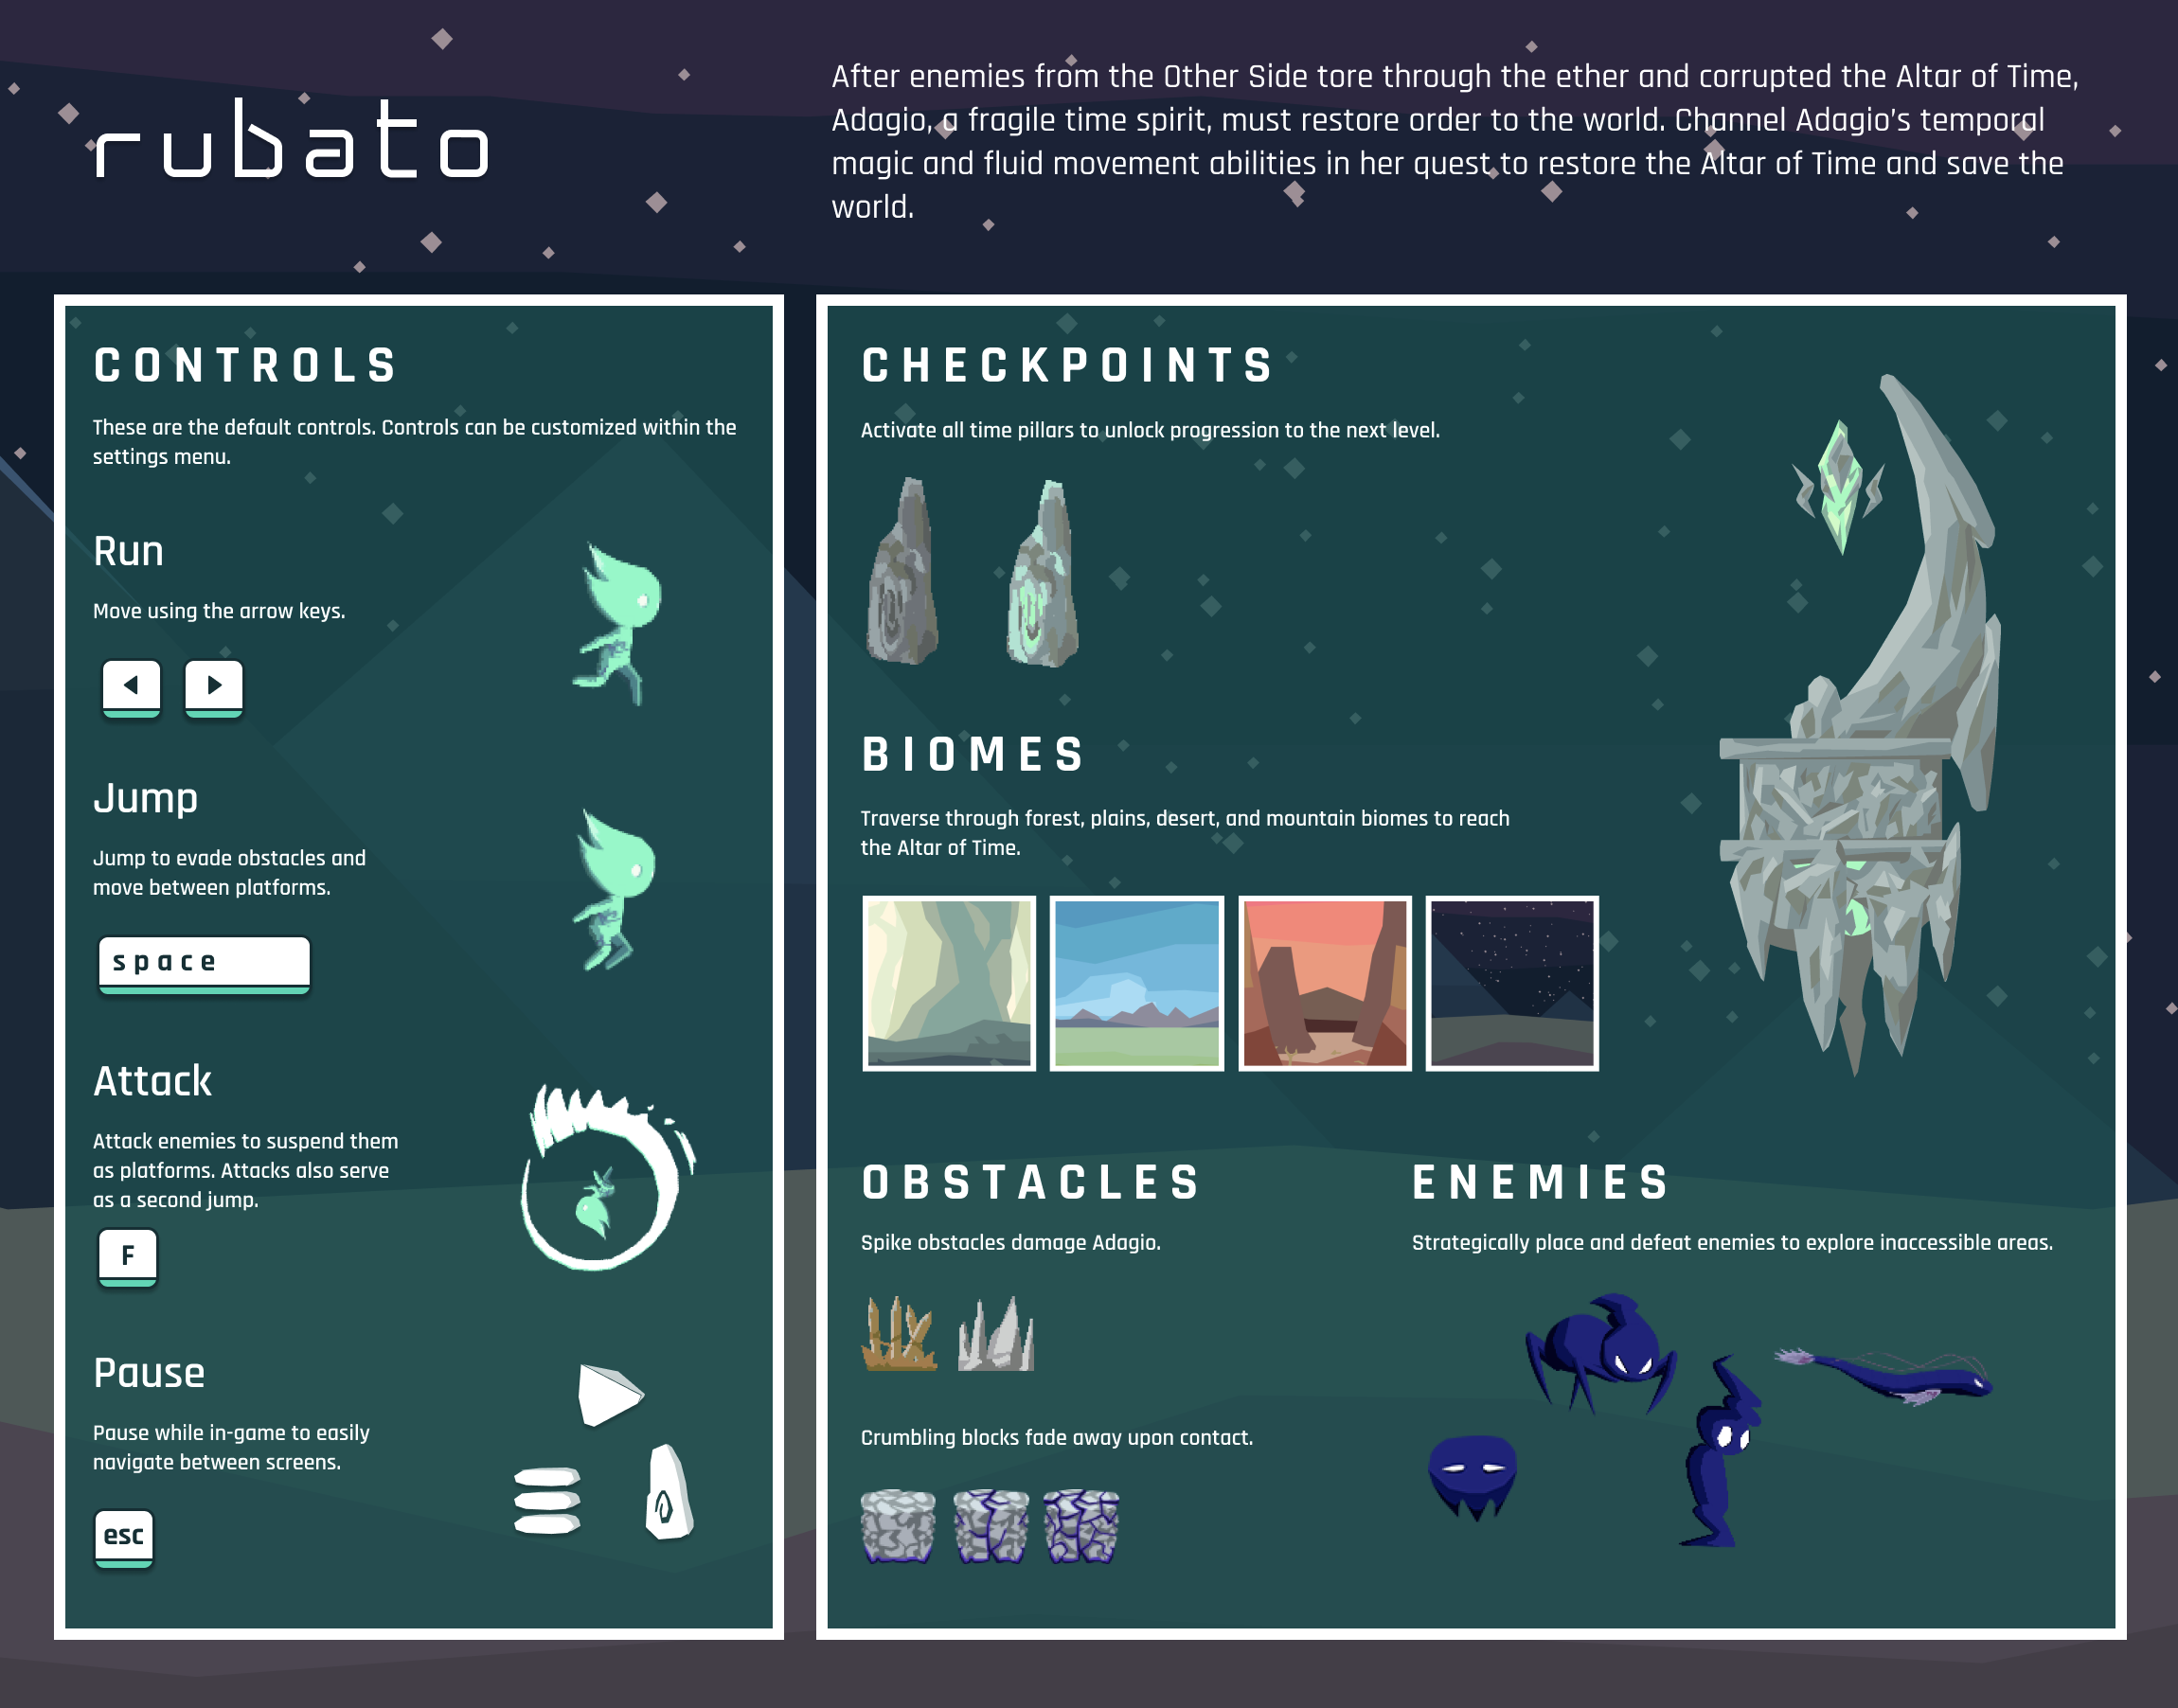 rubato
After enemies from the Other Side tore through the ether and corrupted the Altar of Time,
Adagio, a fragile time spirit, must restore order to the world. Channel Adagio's temporal
magic and fluid movement abilities in her quest to restore the Altar of Time and save the
world.
CONTROLS
These are the default controls. Controls can be customized within the
settings menu.
Run
Move using the arrow keys.
Jump
Jump to evade obstacles and
move between platforms.
space
Attack
Attack enemies to suspend them
as platforms. Attacks also serve
as a second jump.
F
Pause
Pause while in-game to easily
navigate between screens.
esc
CHECKPOINTS
Activate all time pillars to unlock progression to the next level.
BIOMES
Traverse through forest, plains, desert, and mountain biomes to reach
the Altar of Time.
OBSTACLES
Spike obstacles damage Adagio.
Crumbling blocks fade away upon contact.
ENEMIES
Strategically place and defeat enemies to explore inaccessible areas.